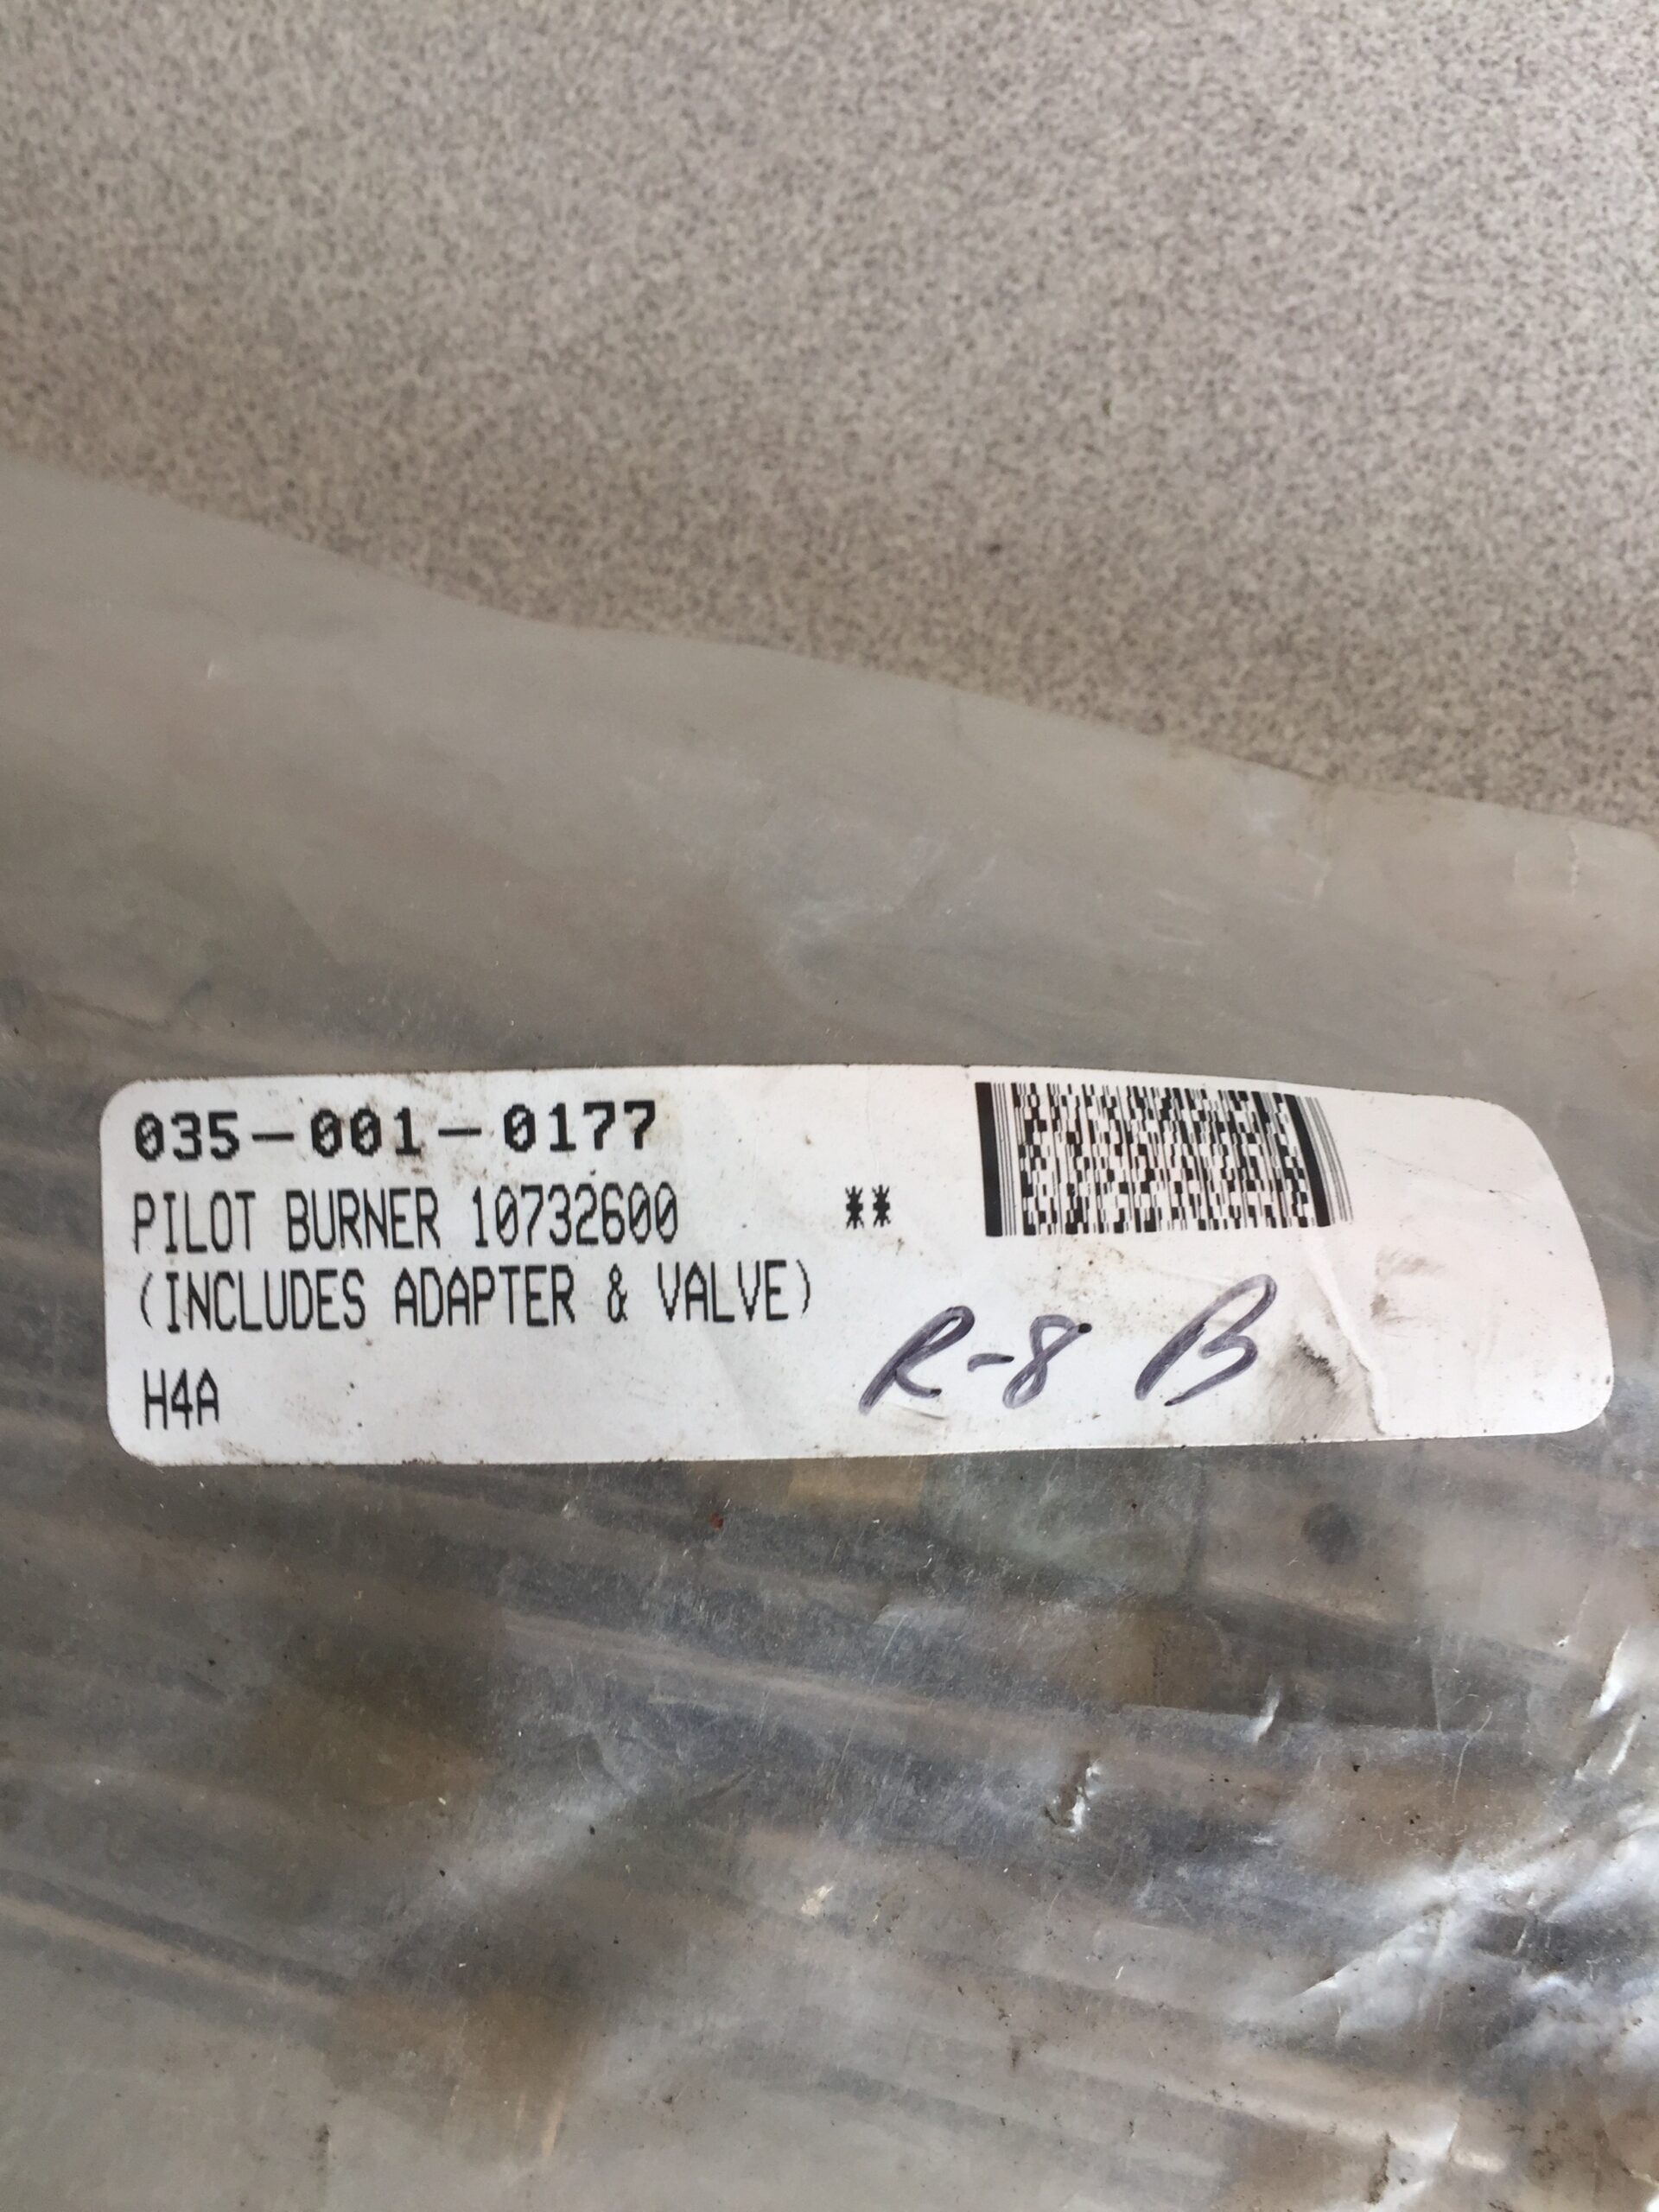 035-001-0177
PILOT BURNER 10732600 **
(INCLUDES ADAPTER & VALVE)
R-8 B
H4A